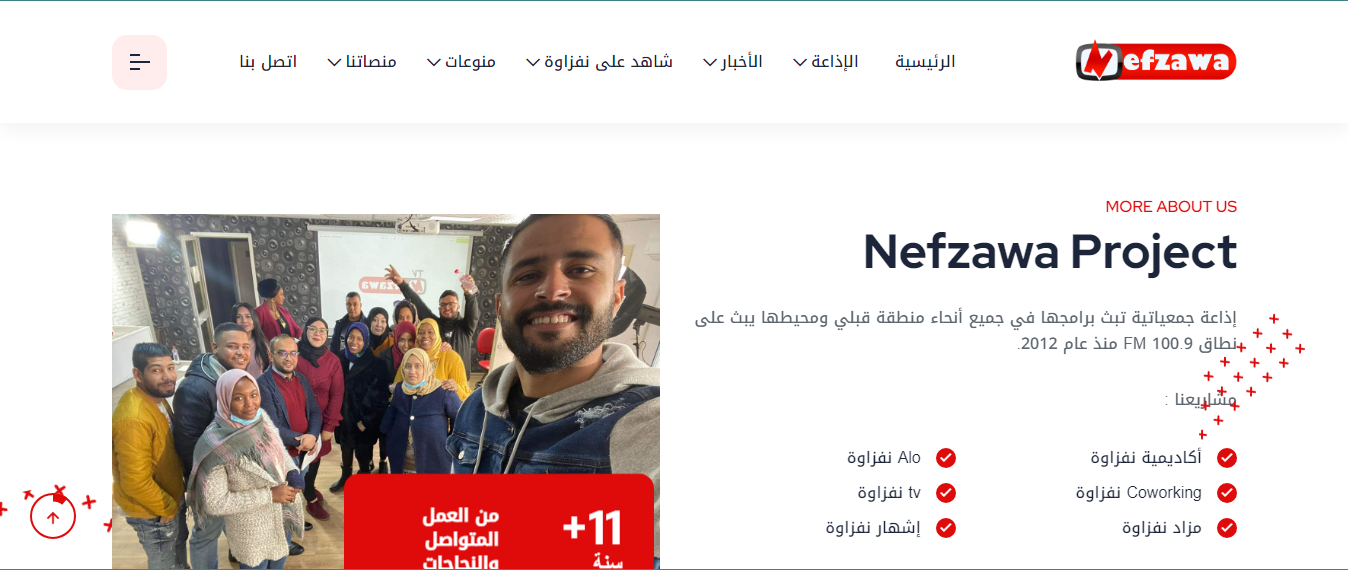 Nefzawa
الرئيسية
الإذاعة
الأخبار
شاهد على نفزاوة
منوعات
منصاتنا
اتصل بنا
MORE ABOUT US
Nefzawa Project
إذاعة جمعياتية تبث برامجها في جميع أنحاء منطقة قبلي ومحيطها يبث على
نطاق 100.9 FM منذ عام 2012.
مشاريعنا :
أكاديمية نفزاوة
Alo نفزاوة
Coworking نفزاوة
tv نفزاوة
مزاد نفزاوة
إشهار نفزاوة
+11
سنة
من العمل
المتواصل
والنجاحات